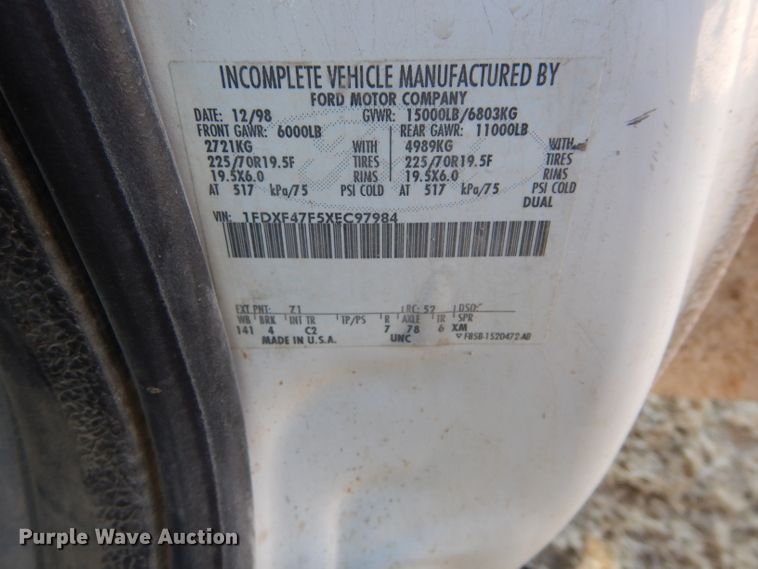 INCOMPLETE VEHICLE MANUFACTURED BY
FORD MOTOR COMPANY
DATE: 12/98 GVWR: 15000LB/6803KG
FRONT GAWR: 6000LB REAR GAWR: 11000LB
2721KG WITH 4989KG WITH
225/70R19.5F TIRES 225/70R19.5F TIRES
19.5X6.0 RIMS 19.5X6.0 RIMS
AT 517 kPa/75 PSI COLD AT 517 kPa/75 PSI COLD
DUAL
VIN: 1FDXF47F5XEC97984
EXT PNT: Z1 RC: 52 DSO:
WB BRK INT TR TP/PS R AXLE TR SPR
141 4 C2 7 78 6 XM
MADE IN U.S.A. UNC F85B-1520472-AB
Purple Wave Auction